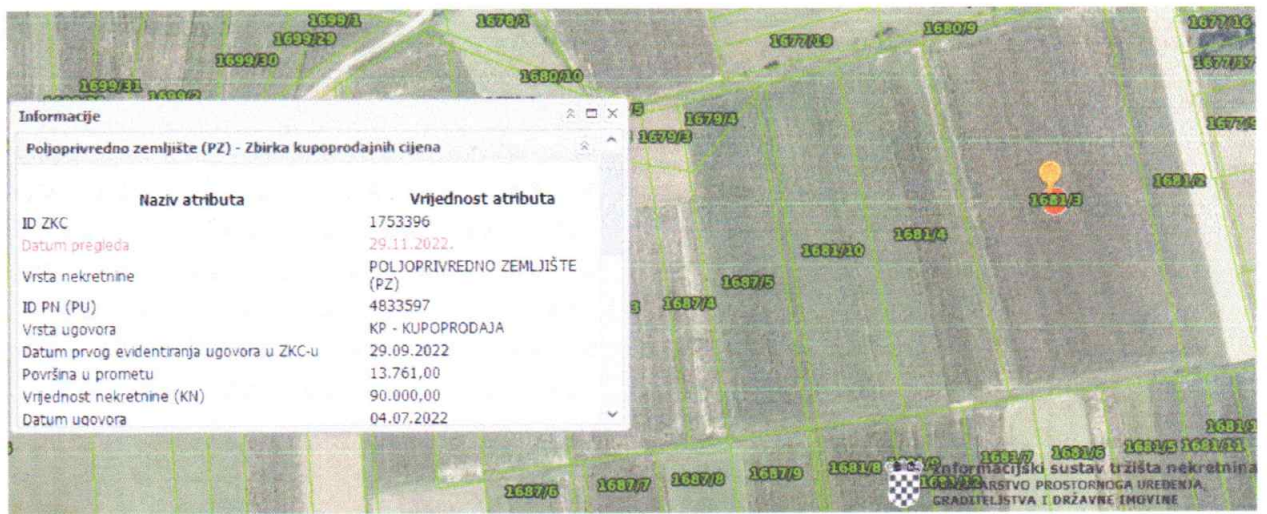 1699/1
1678/1
1677/16
1699/29
1677/19
1680/9
1699/30
1677/17
1680/10
1699/31
1699/2
Informacije
1679/4
1677/5
1679/3
Poljoprivredno zemljište (PZ) - Zbirka kupoprodajnih cijena
Naziv atributa Vrijednost atributa
1681/2
1681/3
ID ZKC 1753396
Datum pregleda 29.11.2022.
Vrsta nekretnine POLJOPRIVREDNO ZEMLJIŠTE
(PZ)
1681/4
1681/10
1687/5
ID PN (PU) 4833597
1687/4
Vrsta ugovora KP - KUPOPRODAJA
Datum prvog evidentiranja ugovora u ZKC-u 29.09.2022
Površina u prometu 13.761,00
Vrijednost nekretnine (KN) 90.000,00
Datum ugovora 04.07.2022
1681/5 1681/11
1681/7 1681/6
1687/6 1687/7 1687/8 1687/9 1681/8
Informacijski sustav tržišta nekretnina
PROSTORNOGA UREĐENJA,
GRADITELJSTVA I DRŽAVNE IMOVINE